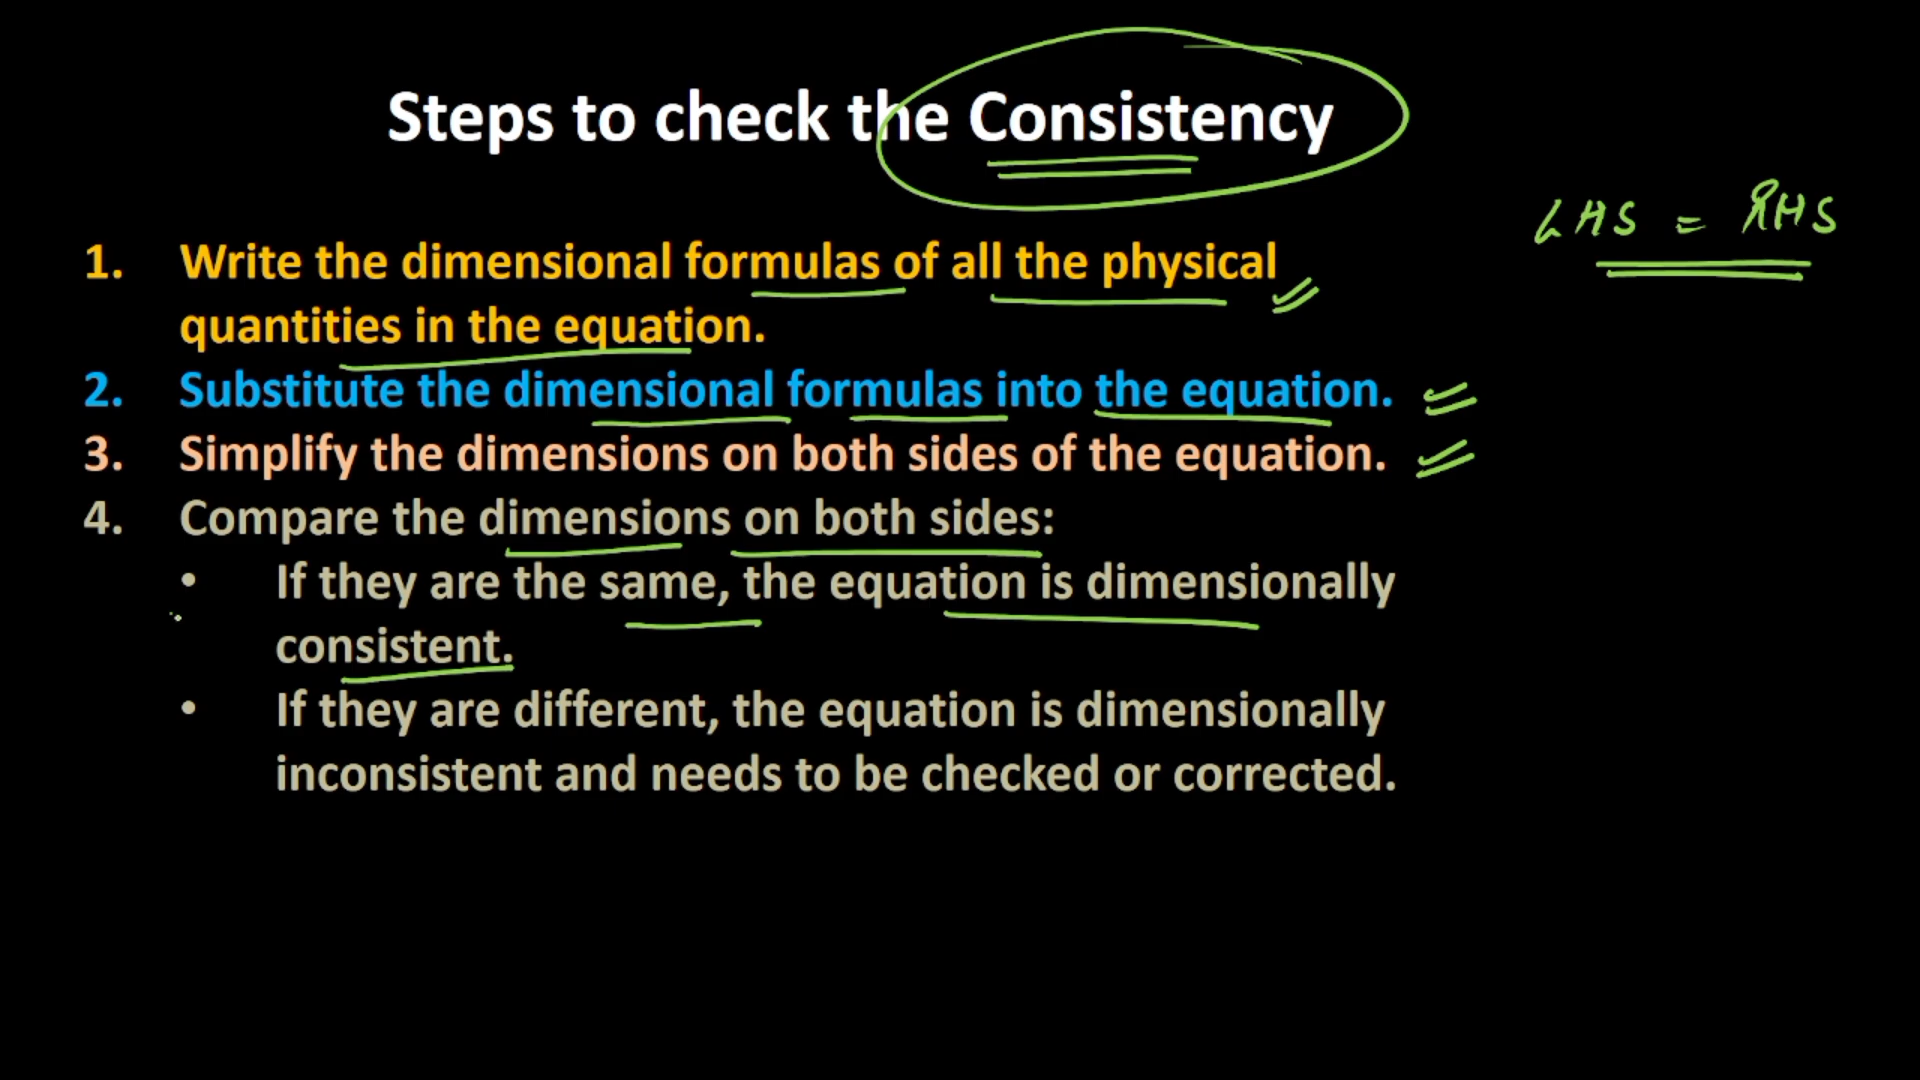 Steps to check the Consistency
LHS = RHS
1. Write the dimensional formulas of all the physical
quantities in the equation.
2. Substitute the dimensional formulas into the equation.
3. Simplify the dimensions on both sides of the equation.
4. Compare the dimensions on both sides:
• If they are the same, the equation is dimensionally
consistent.
• If they are different, the equation is dimensionally
inconsistent and needs to be checked or corrected.